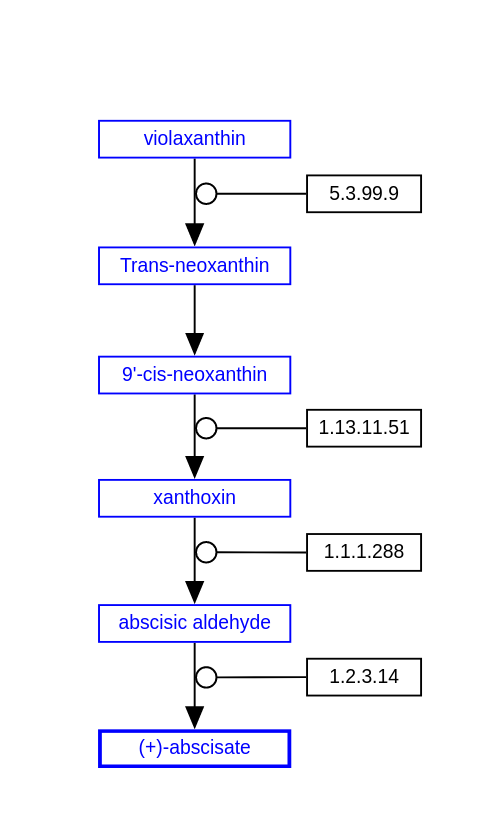 violaxanthin
5.3.99.9
Trans-neoxanthin
9'-cis-neoxanthin
1.13.11.51
xanthoxin
1.1.1.288
abscisic aldehyde
1.2.3.14
(+)-abscisate